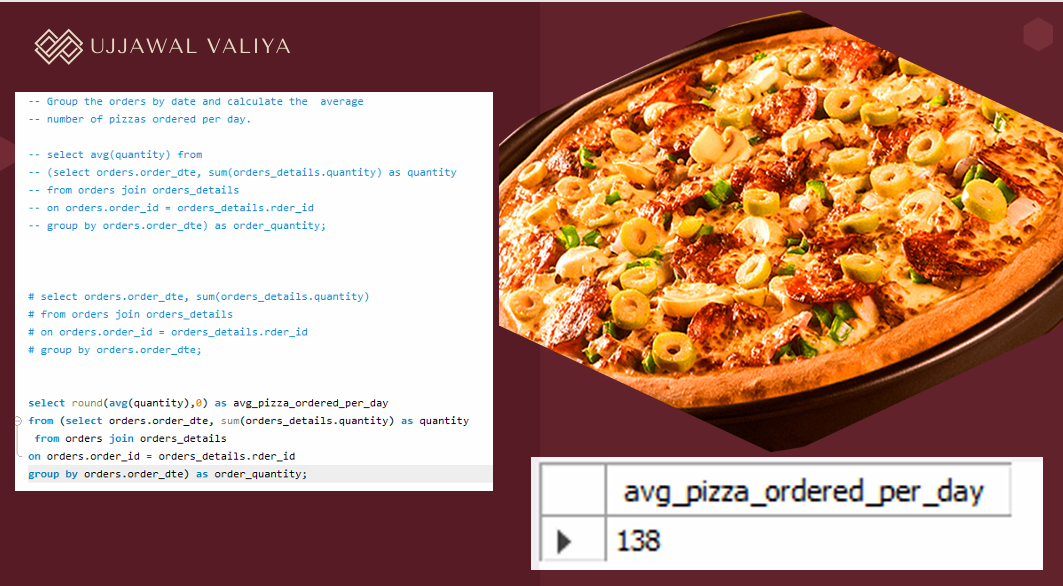 UJJAWAL VALIYA
-- Group the orders by date and calculate the  average
-- number of pizzas ordered per day.
-- select avg(quantity) from
-- (select orders.order_dte, sum(orders_details.quantity) as quantity
-- from orders join orders_details
-- on orders.order_id = orders_details.rder_id
-- group by orders.order_dte) as order_quantity;
# select orders.order_dte, sum(orders_details.quantity)
# from orders join orders_details
# on orders.order_id = orders_details.rder_id
# group by orders.order_dte;
select round(avg(quantity),0) as avg_pizza_ordered_per_day
from (select orders.order_dte, sum(orders_details.quantity) as quantity
from orders join orders_details
on orders.order_id = orders_details.rder_id
group by orders.order_dte) as order_quantity;
avg_pizza_ordered_per_day
138